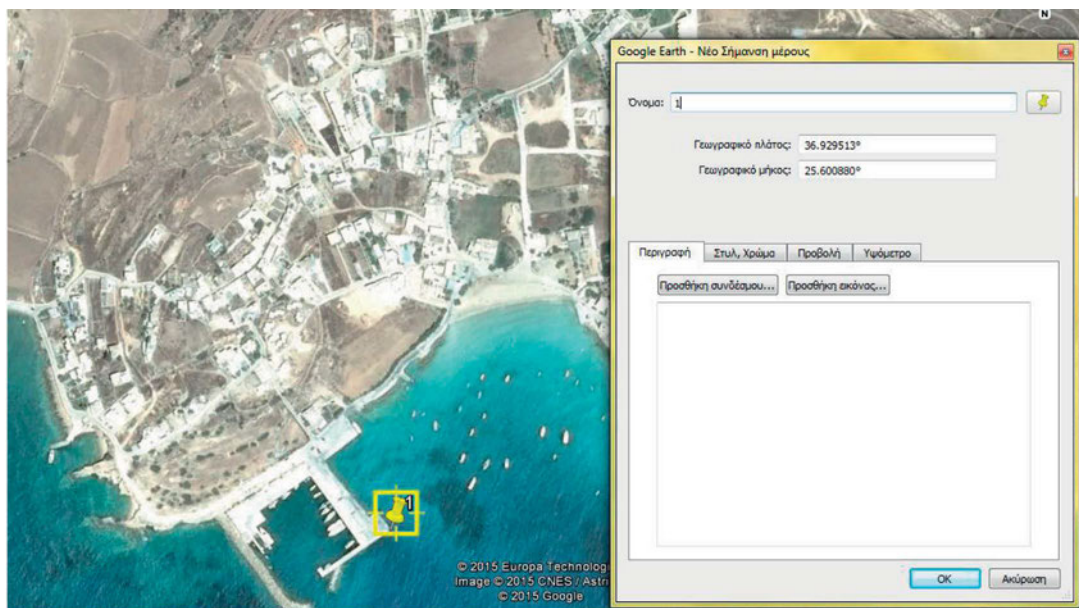 N
Google Earth - Νέο Σήμανση μέρους
Όνομα: 1
Γεωγραφικό πλάτος: 36.929513°
Γεωγραφικό μήκος: 25.600880°
Περιγραφή Στυλ, Χρώμα Προβολή Υψόμετρο
Προσθήκη συνδέσμου... Προσθήκη εικόνας...
1
© 2015 Europa Technologi
Image © 2015 CNES / Astri
© 2015 Google
OK Ακύρωση